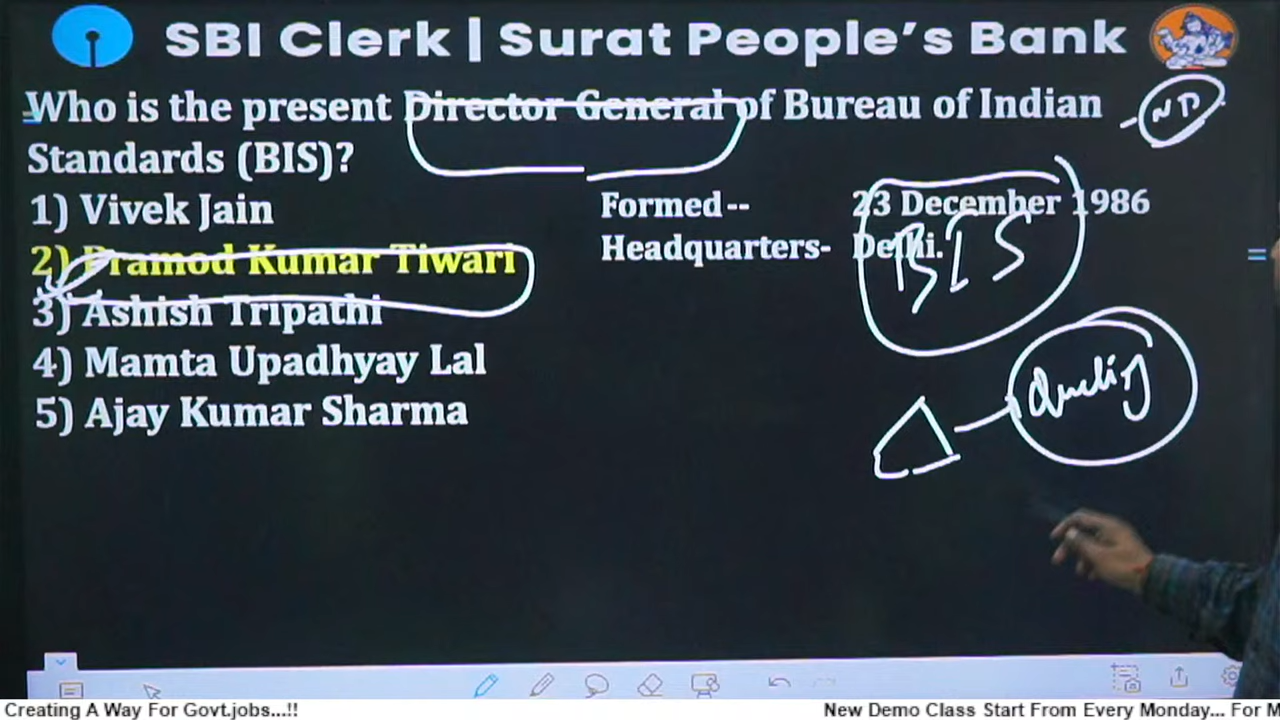 SBI Clerk | Surat People's Bank
Who is the present Director General of Bureau of Indian
Standards (BIS)?
ND
1) Vivek Jain
2) Pramod Kumar Tiwari
3) Ashish Tripathi
4) Mamta Upadhyay Lal
5) Ajay Kumar Sharma
Formed-- 23 December 1986
Headquarters- Delhi.
BIS
Creating A Way For Govt.jobs...!!
New Demo Class Start From Every Monday... For M